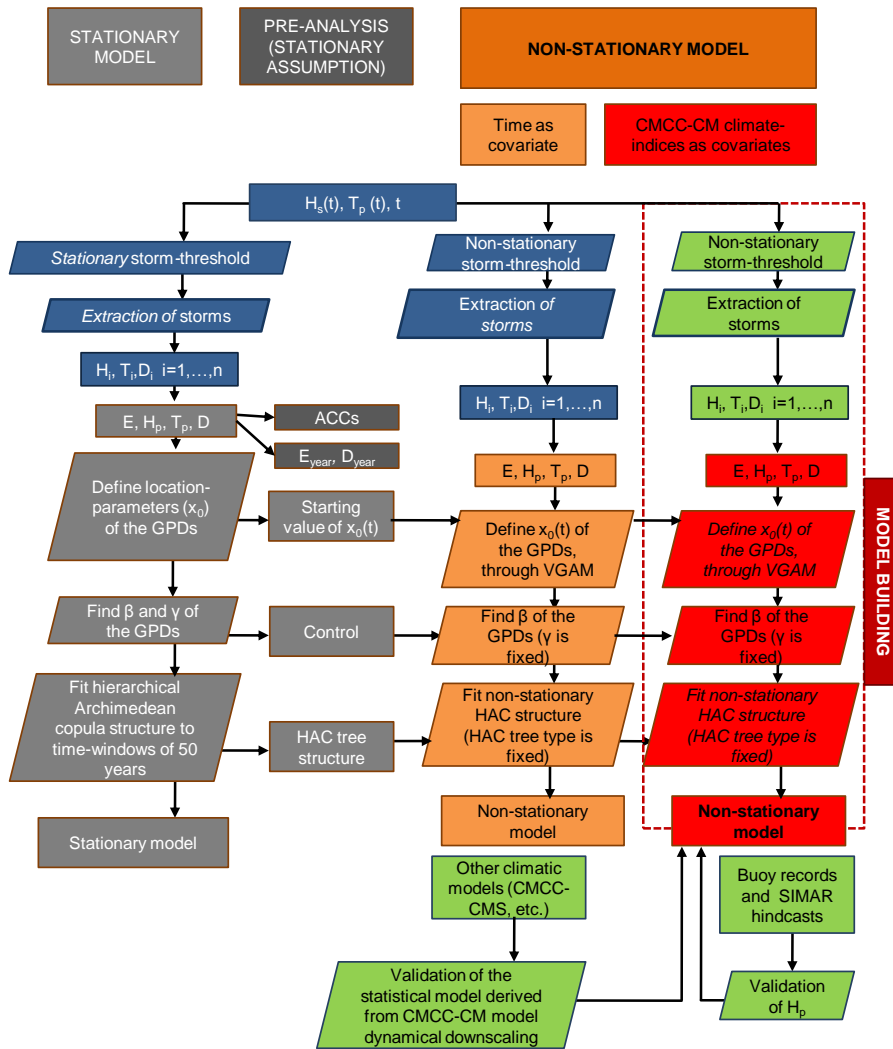 STATIONARY
MODEL
PRE-ANALYSIS
(STATIONARY
ASSUMPTION)
NON-STATIONARY MODEL
Time as
covariate
CMCC-CM climate-
indices as covariates
Hs(t), Tp (t), t
Stationary storm-threshold
Non-stationary
storm-threshold
Non-stationary
storm-threshold
Extraction of storms
Extraction of
storms
Extraction of
storms
Hi, Ti,Di i=1,…,n
Hi, Ti,Di i=1,…,n
Hi, Ti,Di i=1,…,n
E, Hp, Tp, D
ACCs
Eyear, Dyear
E, Hp, Tp, D
E, Hp, Tp, D
Define location-
parameters (x0)
of the GPDs
Starting
value of x0(t)
Define x0(t) of
the GPDs,
through VGAM
Define x0(t) of
the GPDs,
through VGAM
Find β and γ of
the GPDs
Control
Find β of the
GPDs (γ is
fixed)
Find β of the
GPDs (γ is
fixed)
MODEL BUILDING
Fit hierarchical
Archimedean
copula structure to
time-windows of 50
years
HAC tree
structure
Fit non-stationary
HAC structure
(HAC tree type is
fixed)
Fit non-stationary
HAC structure
(HAC tree type is
fixed)
Stationary model
Non-stationary
model
Non-stationary
model
Other climatic
models (CMCC-
CMS, etc.)
Buoy records
and SIMAR
hindcasts
Validation of the
statistical model derived
from CMCC-CM model
dynamical downscaling
Validation
of Hp